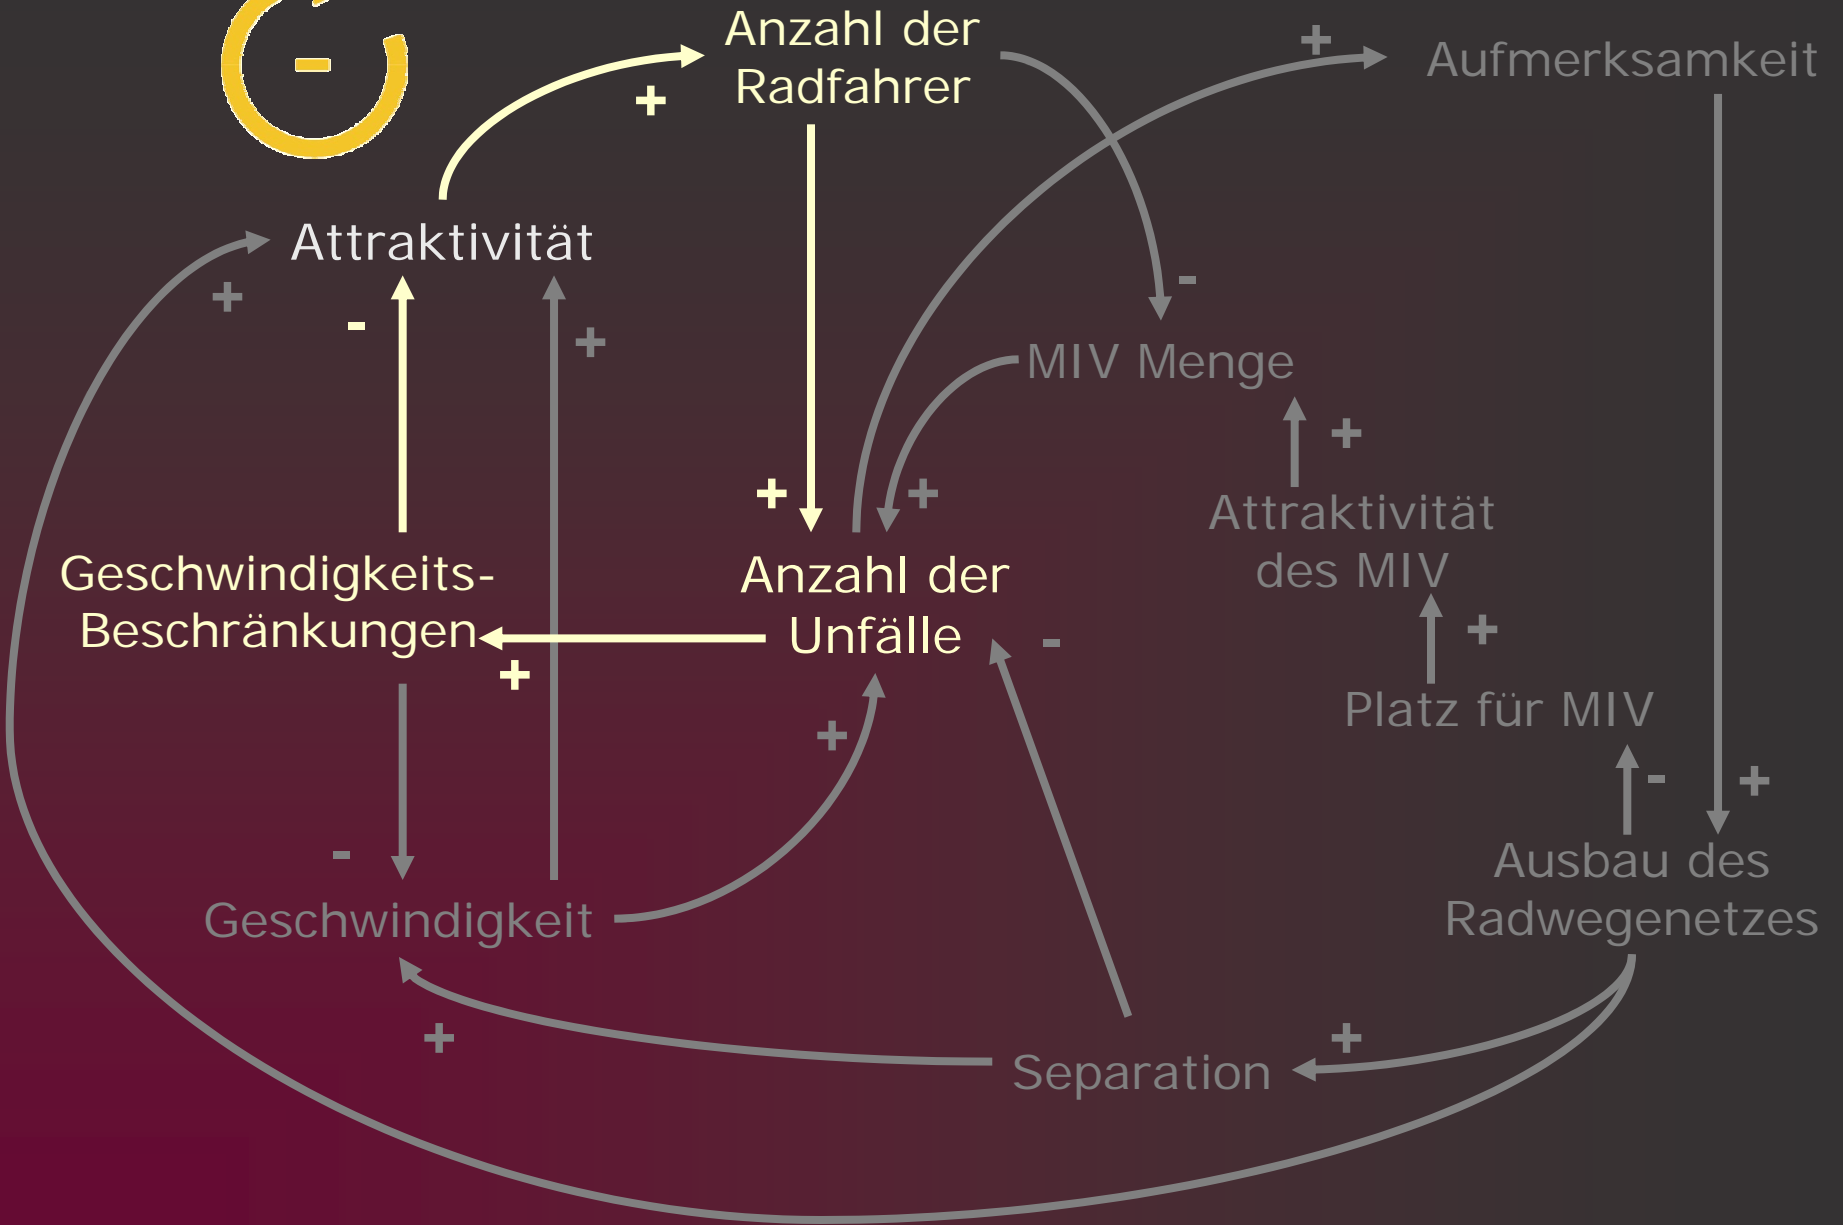 -
Anzahl der
Radfahrer
+
+
Aufmerksamkeit
Attraktivität
+
-
+
-
MIV Menge
+
+
+
Attraktivität
des MIV
Geschwindigkeits-
Beschränkungen
+
Anzahl der
Unfälle
-
+
Platz für MIV
+
-
+
-
Ausbau des
Radwegenetzes
Geschwindigkeit
+
Separation
+